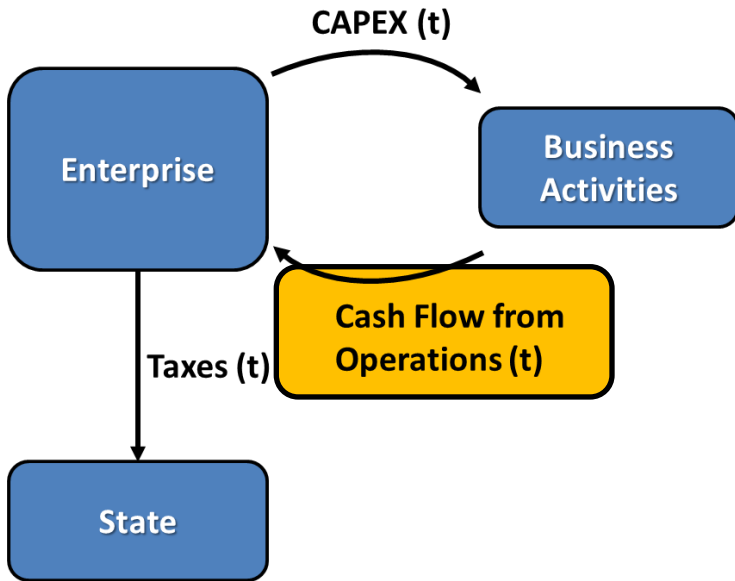 CAPEX (t)
Enterprise
Business
Activities
Cash Flow from
Operations (t)
Taxes (t)
State